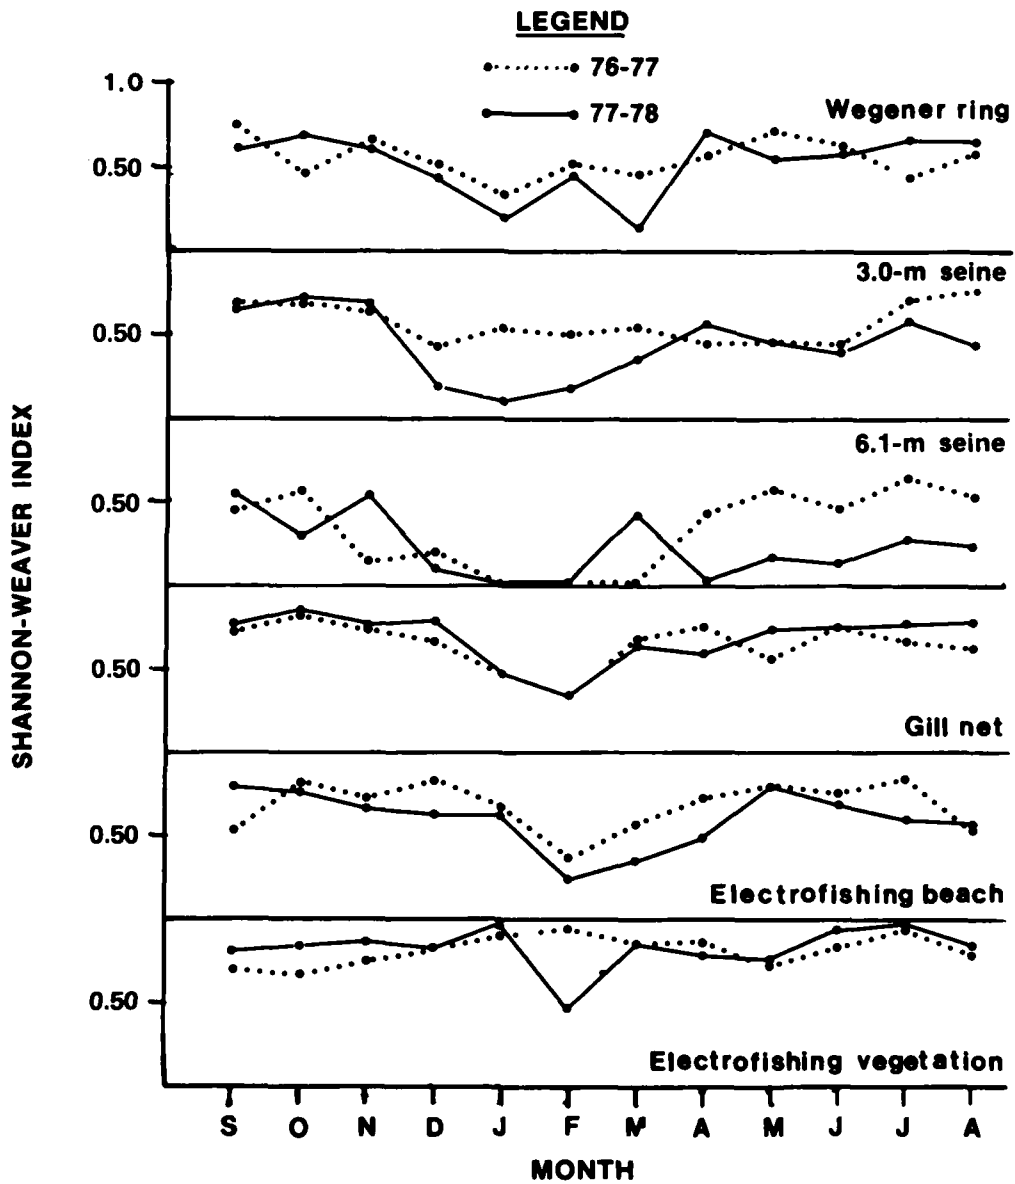 LEGEND
76-77
77-78
1.0
Wegener ring
0.50
3.0-m seine
0.50
6.1-m seine
0.50
0.50
Gill net
0.50
Electrofishing beach
0.50
Electrofishing vegetation
SHANNON-WEAVER INDEX
S O N D J F M A M J J A
MONTH